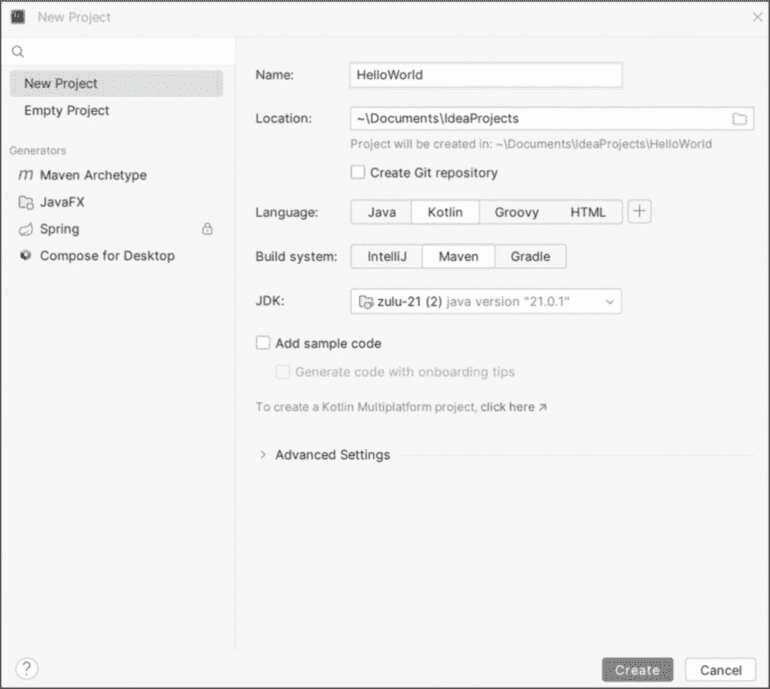 New Project
New Project
Empty Project
Generators
Maven Archetype
JavaFX
Spring
Compose for Desktop
Name: HelloWorld
Location: ~\Documents\IdeaProjects
Project will be created in: ~\Documents\IdeaProjects\HelloWorld
Create Git repository
Language: Java Kotlin Groovy HTML +
Build system: IntelliJ Maven Gradle
JDK: zulu-21 (2) java version "21.0.1"
Add sample code
Generate code with onboarding tips
To create a Kotlin Multiplatform project, click here ↗
Advanced Settings
? Create Cancel